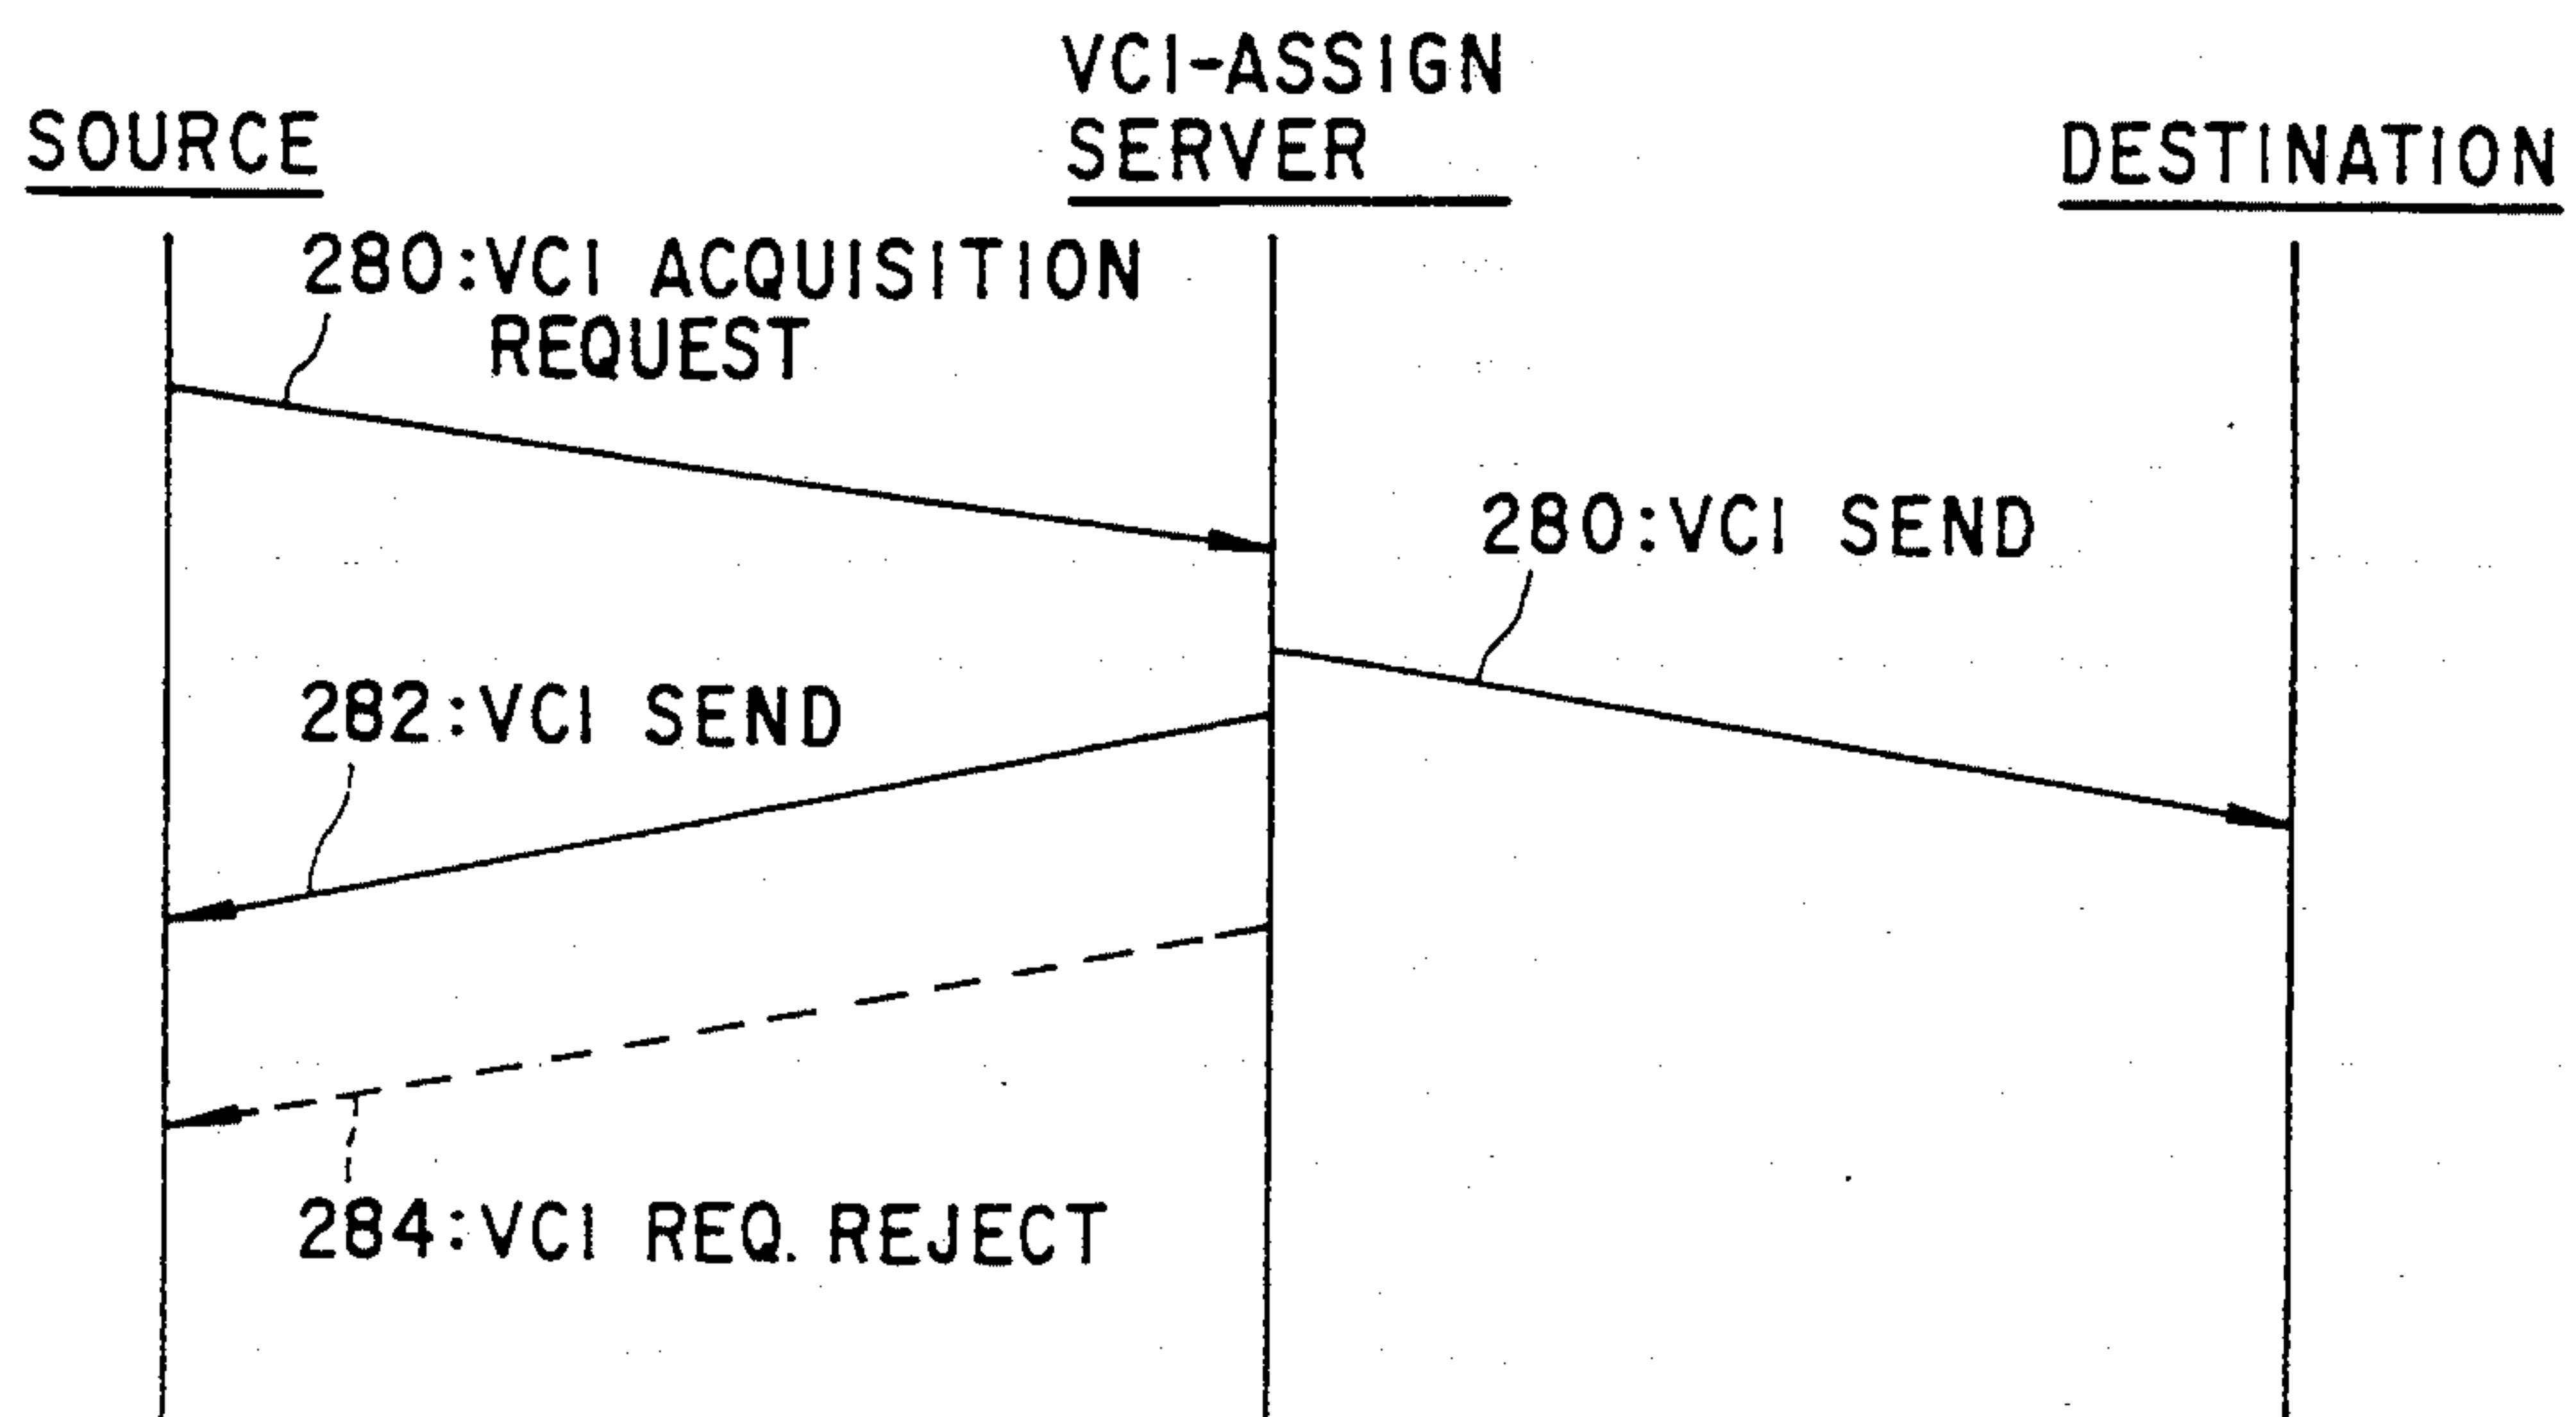 SOURCE
VCI-ASSIGN
SERVER
DESTINATION
280:VCI ACQUISITION
REQUEST
280:VCI SEND
282:VCI SEND
284:VCI REQ. REJECT